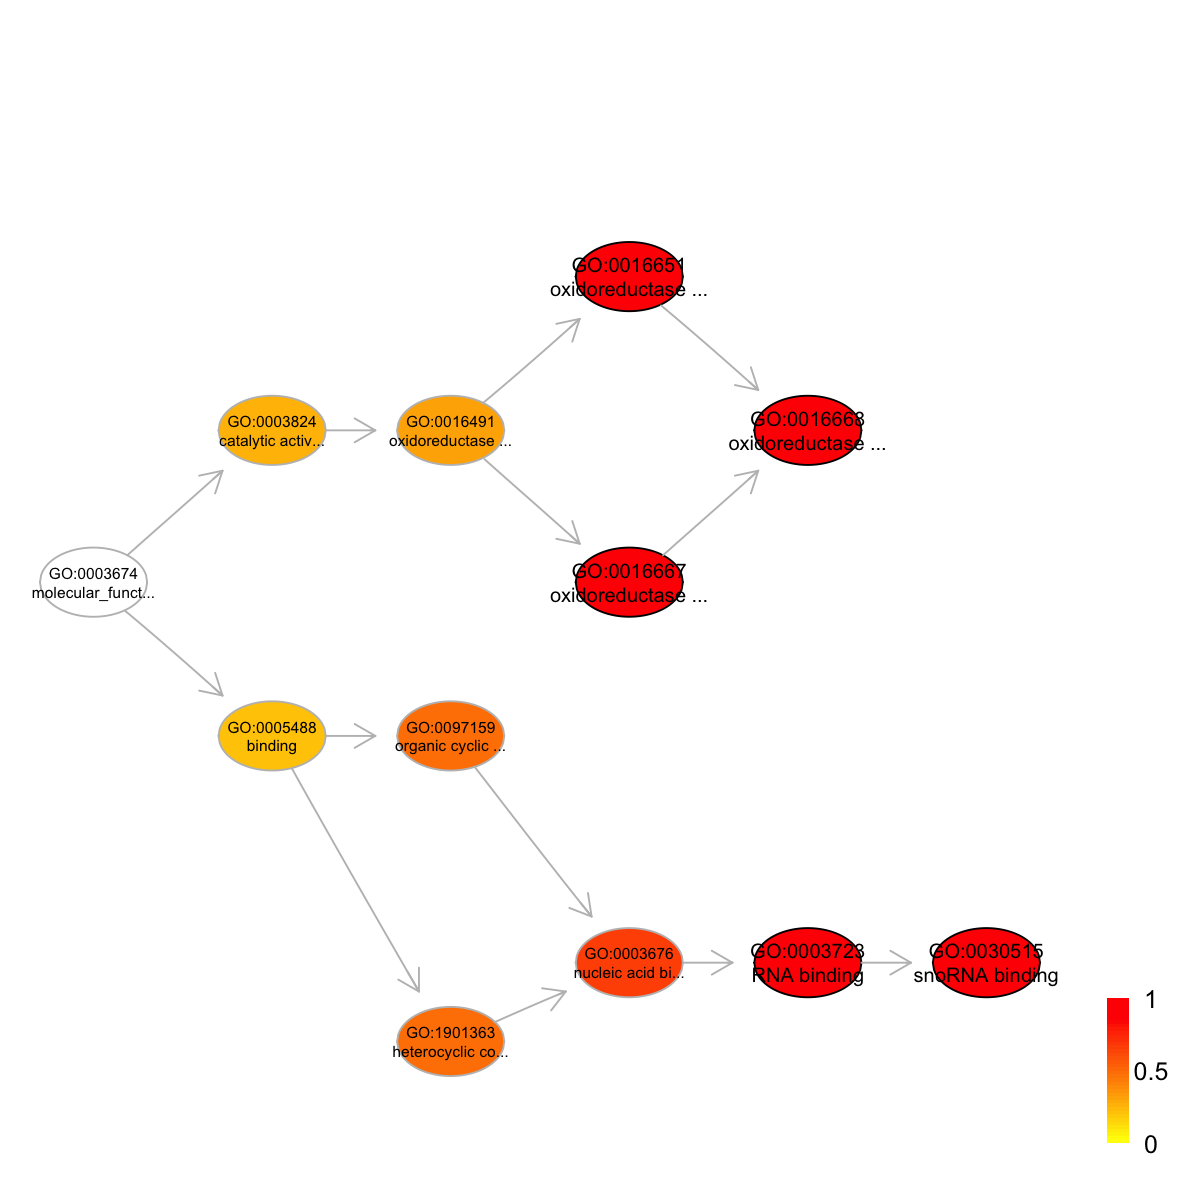 GO:0016651
oxidoreductase ...
GO:0003824
catalytic activ...
GO:0016491
oxidoreductase ...
GO:0016668
oxidoreductase ...
GO:0003674
molecular_funct...
GO:0016667
oxidoreductase ...
GO:0005488
binding
GO:0097159
organic cyclic ...
GO:0003676
nucleic acid bi...
GO:0003723
RNA binding
GO:0030515
snoRNA binding
GO:1901363
heterocyclic co...
1
0.5
0